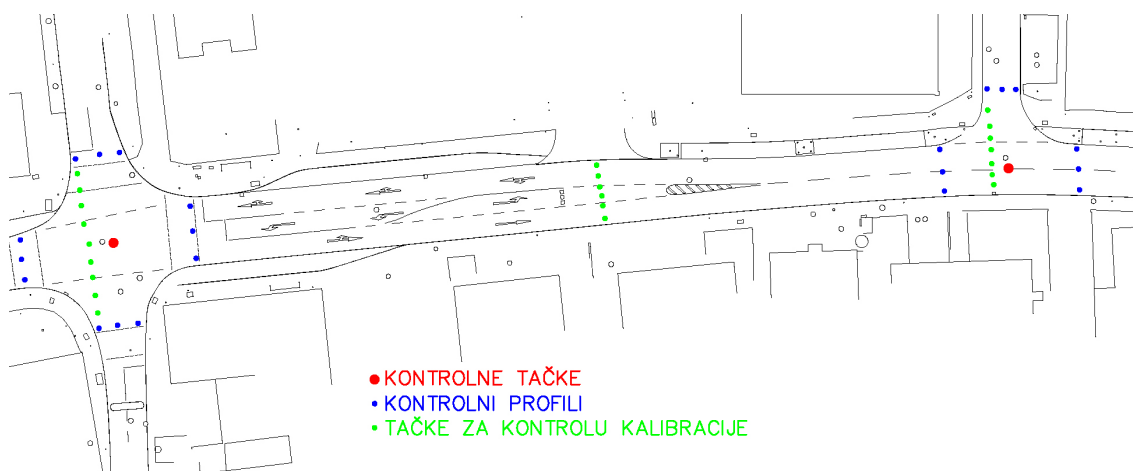 KONTROLNE TAČKE
KONTROLNI PROFILI
TAČKE ZA KONTROLU KALIBRACIJE